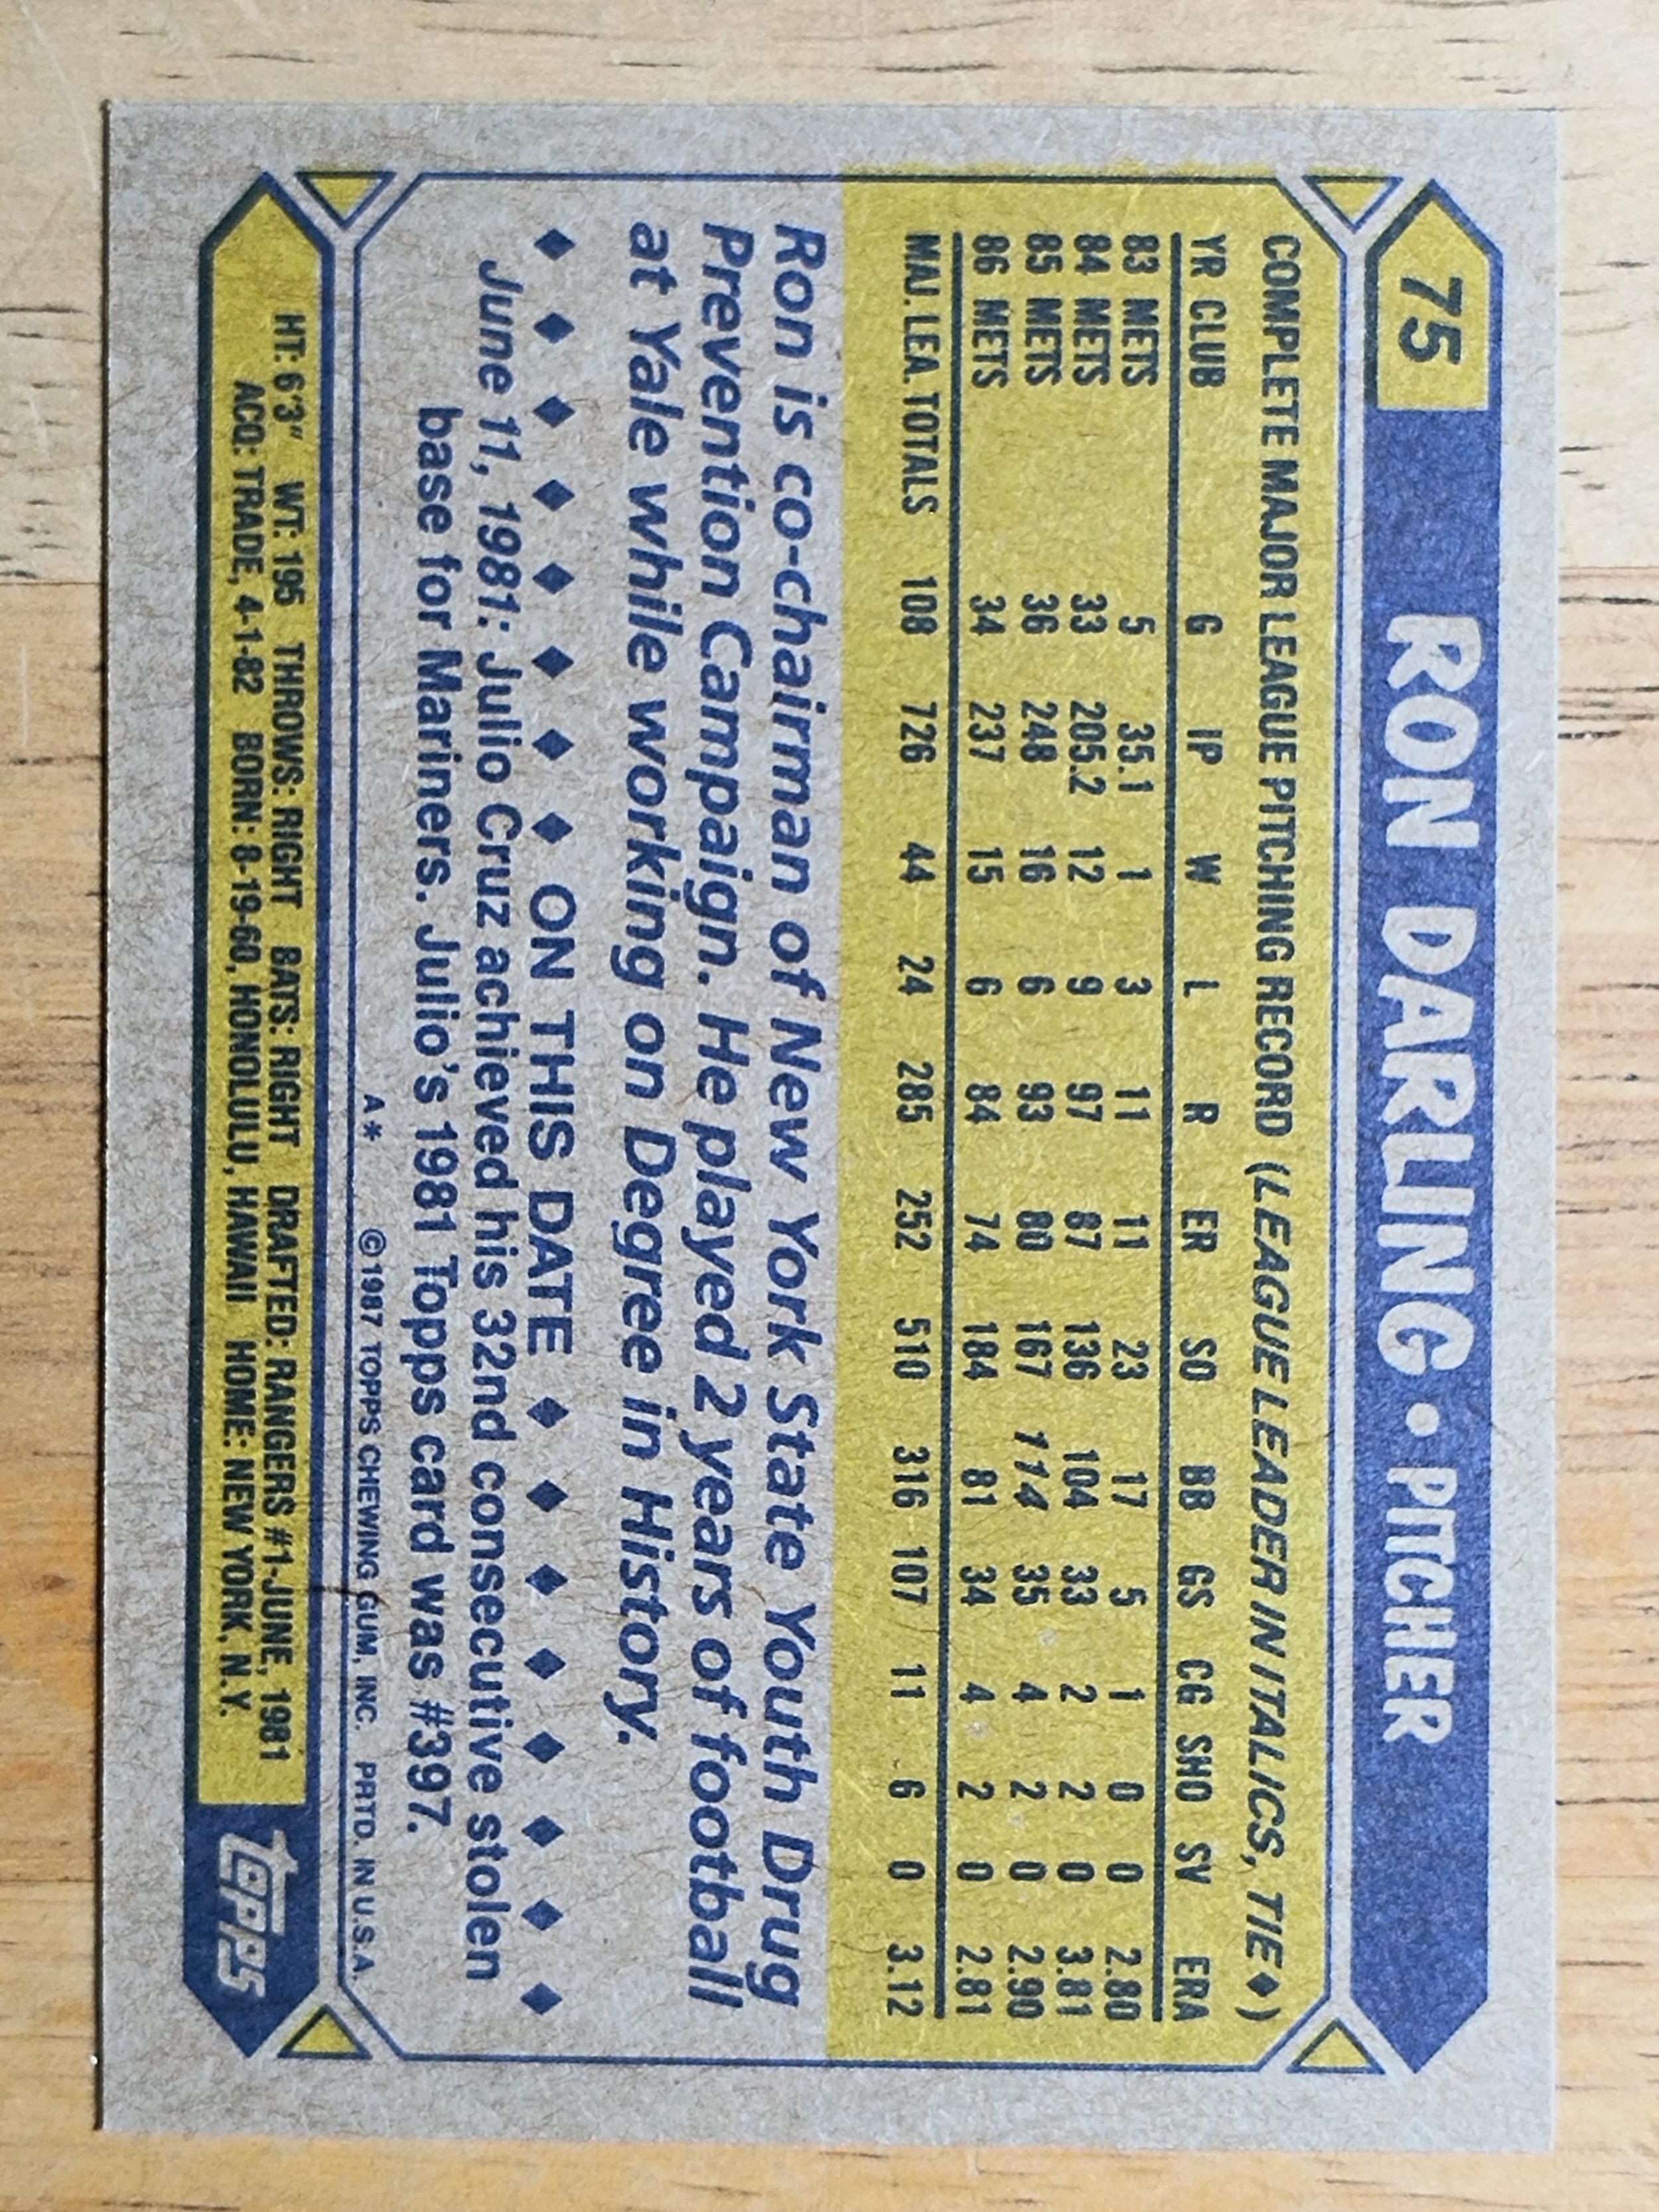 75 RON DARLING • PITCHER
COMPLETE MAJOR LEAGUE PITCHING RECORD (LEAGUE LEADER IN ITALICS, TIE♦)
YR CLUB G IP W L R ER SO BB GS CG SHO SV ERA
83 METS 5 35.1 1 3 11 11 23 17 5 1 0 0 2.80
84 METS 33 205.2 12 9 97 87 136 104 33 2 2 0 3.81
85 METS 36 248 16 6 93 80 167 114 35 4 2 0 2.90
86 METS 34 237 15 6 84 74 184 81 34 4 2 0 2.81
MAJ. LEA. TOTALS 108 726 44 24 285 252 510 316 107 11 6 0 3.12
Ron is co-chairman of New York State Youth Drug
Prevention Campaign. He played 2 years of football
at Yale while working on Degree in History.
♦ ♦ ♦ ♦ ♦ ♦ ♦ ♦ ON THIS DATE ♦ ♦ ♦ ♦ ♦ ♦ ♦ ♦
June 11, 1981: Julio Cruz achieved his 32nd consecutive stolen
base for Mariners. Julio's 1981 Topps card was #397.
A* ©1987 TOPPS CHEWING GUM, INC. PRTD. IN U.S.A.
HT: 6'3" WT: 195 THROWS: RIGHT BATS: RIGHT DRAFTED: RANGERS #1-JUNE, 1981
ACQ: TRADE, 4-1-82 BORN: 8-19-60, HONOLULU, HAWAII HOME: NEW YORK, N.Y.
topps